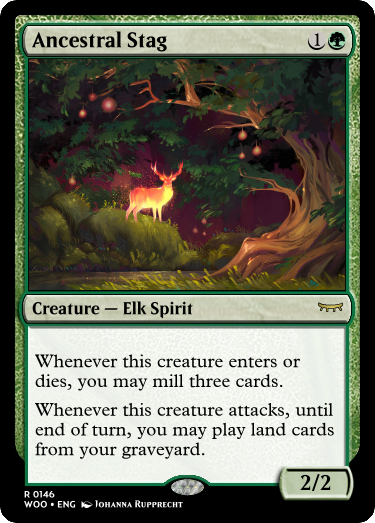 Ancestral Stag 1
Creature — Elk Spirit
Whenever this creature enters or
dies, you may mill three cards.
Whenever this creature attacks, until
end of turn, you may play land cards
from your graveyard.
2/2
R 0146
WOO • ENG Johanna Rupprecht